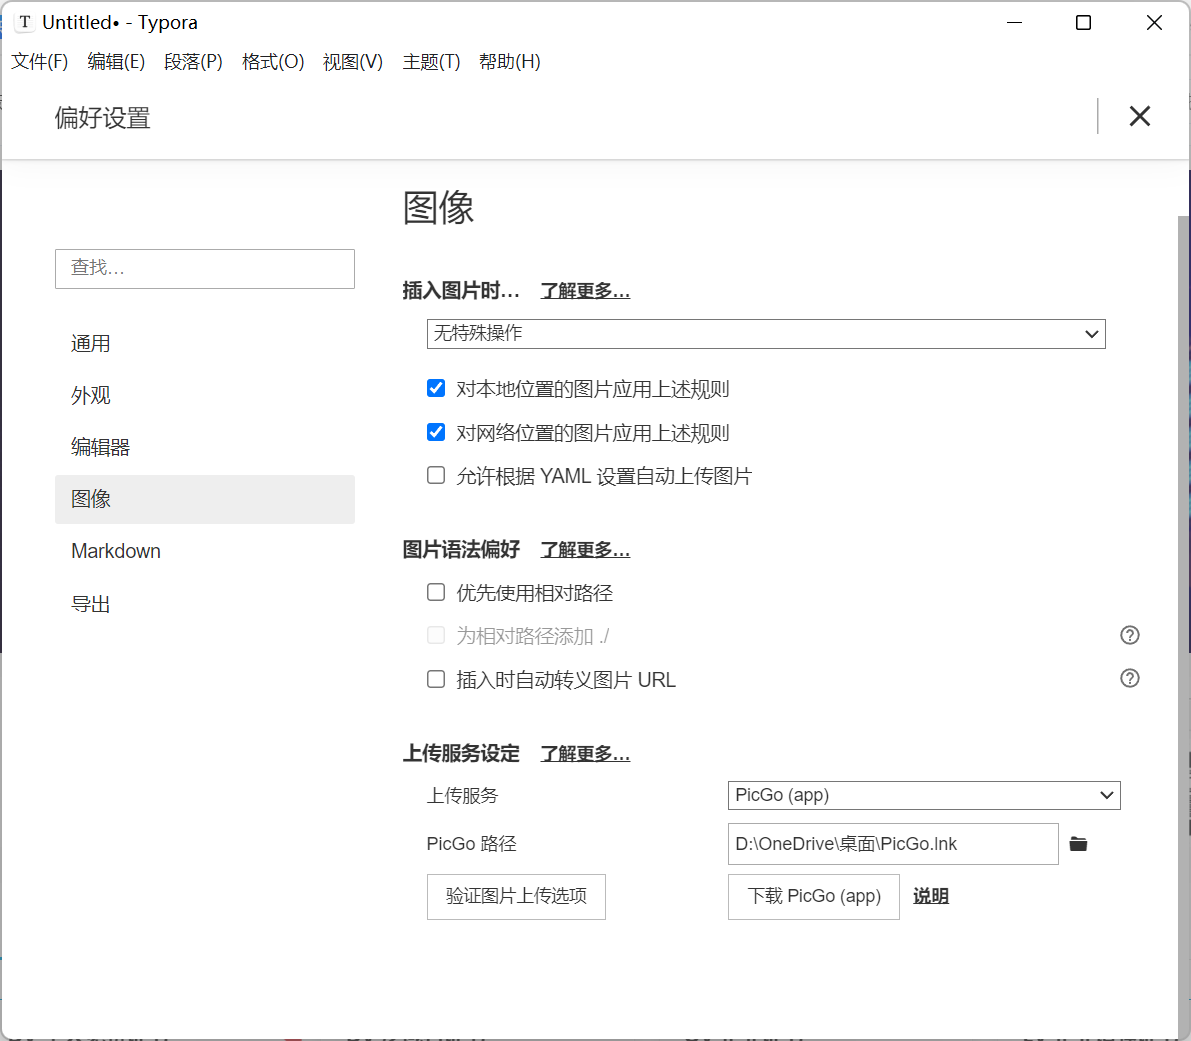 T Untitled• - Typora
文件(F) 编辑(E) 段落(P) 格式(O) 视图(V) 主题(T) 帮助(H)
偏好设置
图像
查找...
通用
外观
编辑器
图像
Markdown
导出
插入图片时... 了解更多...
无特殊操作
对本地位置的图片应用上述规则
对网络位置的图片应用上述规则
允许根据 YAML 设置自动上传图片
图片语法偏好 了解更多...
优先使用相对路径
为相对路径添加 ./
插入时自动转义图片 URL
上传服务设定 了解更多...
上传服务 PicGo (app)
PicGo 路径 D:\OneDrive\桌面\PicGo.lnk
验证图片上传选项 下载 PicGo (app) 说明